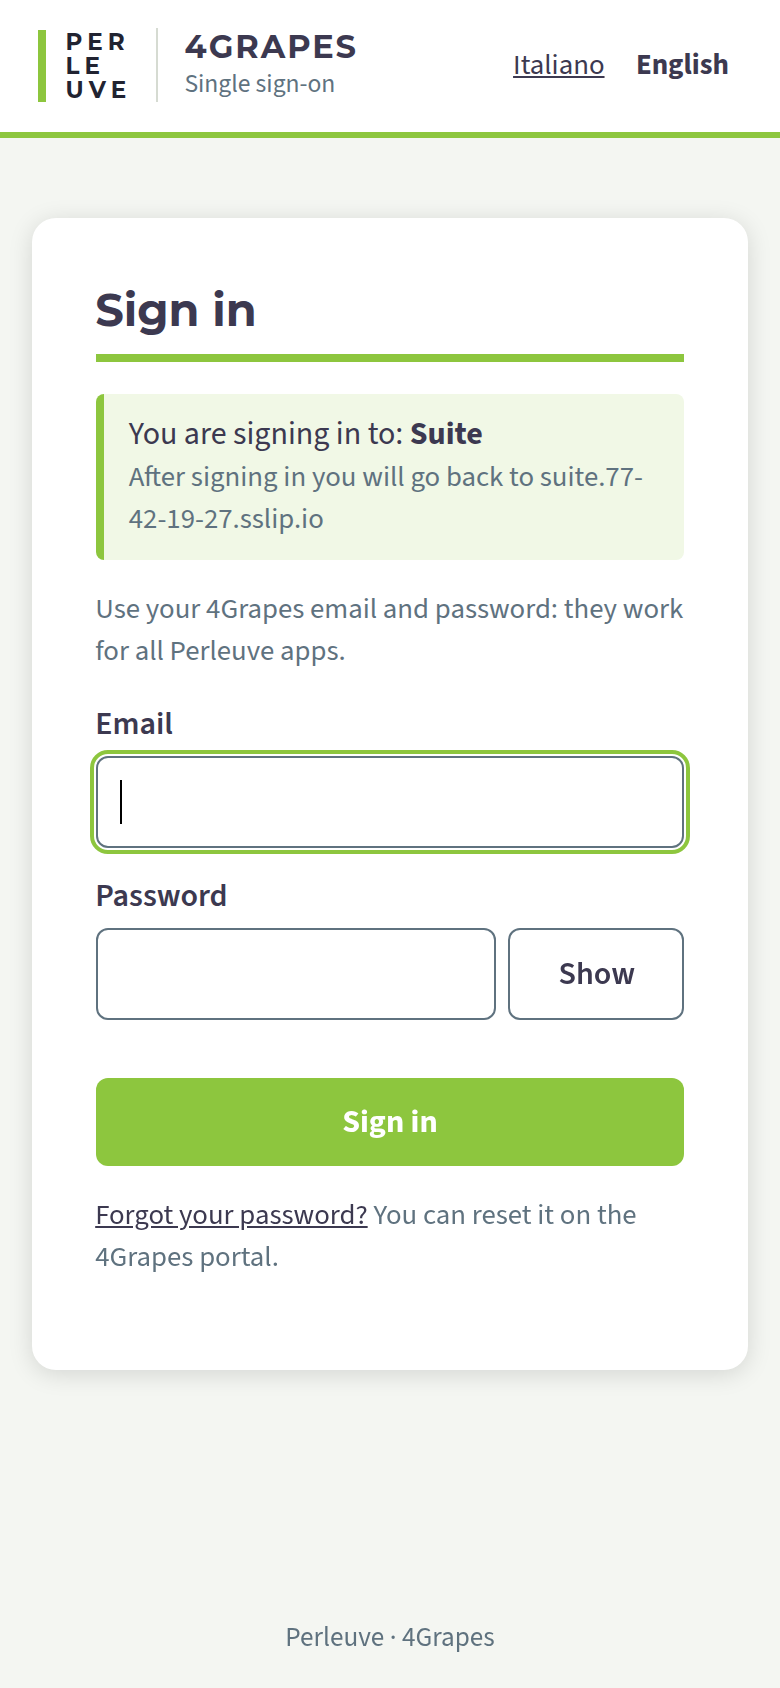 PER
LE
UVE
4GRAPES
Single sign-on
Italiano English
Sign in
You are signing in to: Suite
After signing in you will go back to suite.77-
42-19-27.sslip.io
Use your 4Grapes email and password: they work
for all Perleuve apps.
Email
Password
Show
Sign in
Forgot your password? You can reset it on the
4Grapes portal.
Perleuve · 4Grapes